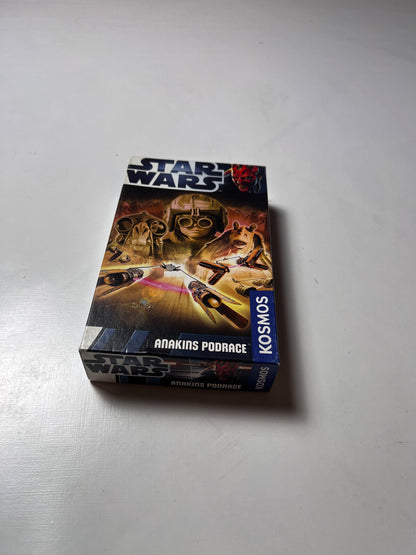 STAR
WARS
ANAKINS PODRACE
KOSMOS
STAR
WARS
ANAKINS PODRACE
KOSMOS